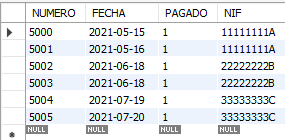 NUMERO FECHA PAGADO NIF
5000 2021-05-15 1 11111111A
5001 2021-05-16 1 11111111A
5002 2021-06-18 1 22222222B
5003 2021-06-18 1 22222222B
5004 2021-07-19 1 33333333C
5005 2021-07-20 1 33333333C
NULL NULL NULL NULL